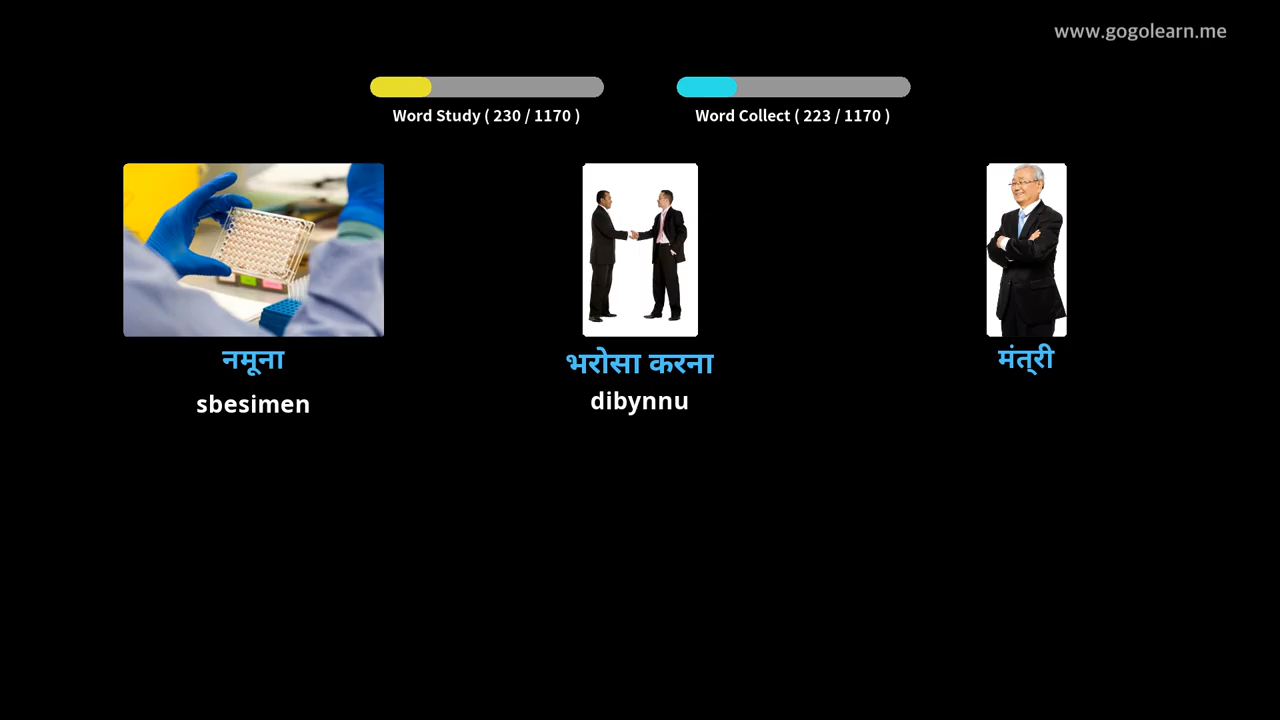 www.gogolearn.me
Word Study ( 230 / 1170 )
Word Collect ( 223 / 1170 )
नमूना
भरोसा करना
मंत्री
sbesimen
dibynnu